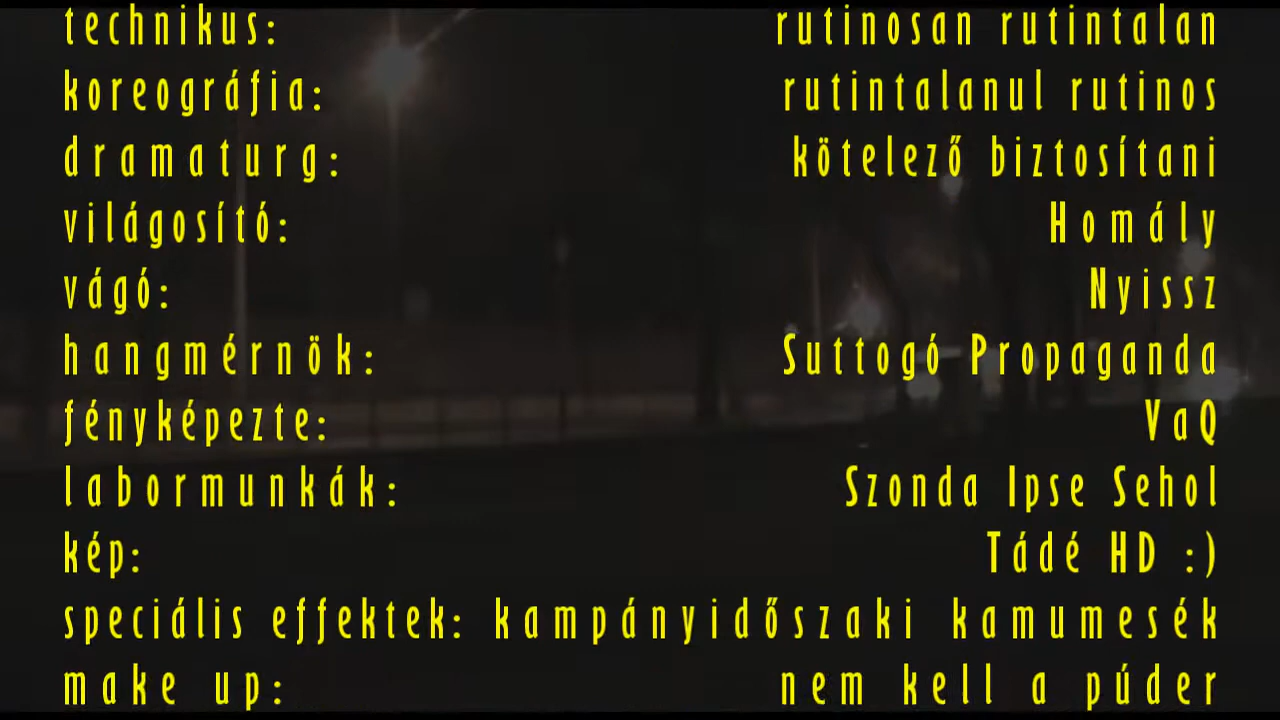 technikus: rutinosan rutintalan
koreográfia: rutintalanul rutinos
dramaturg: kötelező biztosítani
világosító: Homály
vágó: Nyissz
hangmérnök: Suttogó Propaganda
fényképezte: VaQ
labormunkák: Szonda Ipse Sehol
kép: Tádé HD :)
speciális effektek: kampányidőszaki kamumesék
make up: nem kell a púder